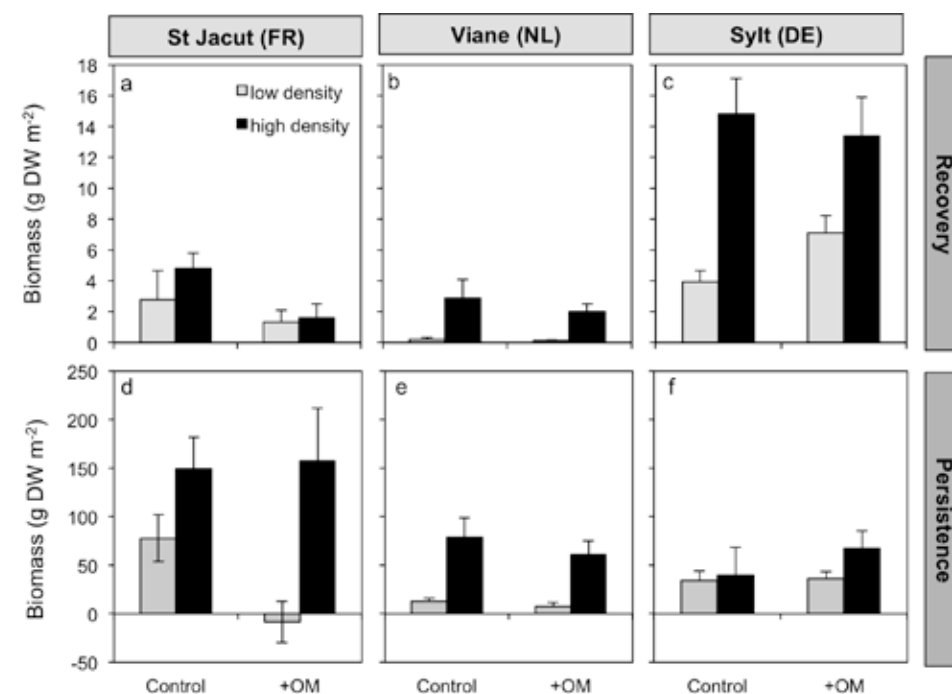 St Jacut (FR) Viane (NL) Sylt (DE)
a b c
low density
high density
Biomass (g DW m-2)
18
16
14
12
10
8
6
4
2
0
Recovery
d e f
Biomass (g DW m-2)
250
200
150
100
50
0
-50
Persistence
Control +OM Control +OM Control +OM